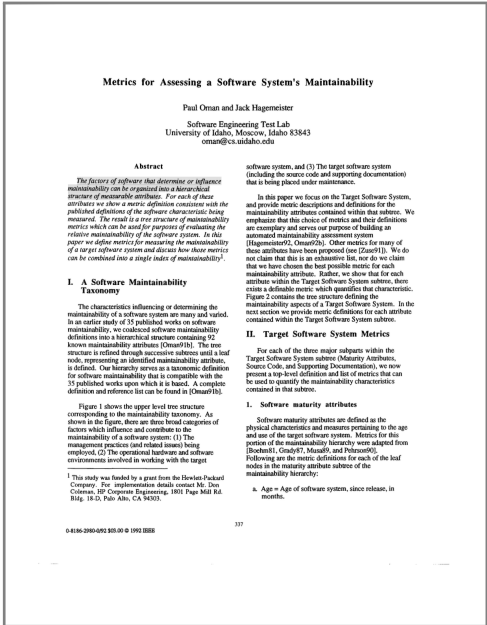 Metrics for Assessing a Software System's Maintainability
Paul Oman and Jack Hagemeister
Software Engineering Test Lab
University of Idaho, Moscow, Idaho 83843
oman@cs.uidaho.edu
Abstract
The factors of software that determine or influence
maintainability can be organized into a hierarchical
structure of measurable attributes. For each of these
attributes we show a metric definition consistent with the
published definitions of the software characteristic being
measured. The result is a tree structure of maintainability
metrics which can be used for purposes of evaluating the
relative maintainability of the software system. In this
paper we define metrics for measuring the maintainability
of a target software system and discuss how those metrics
can be combined into a single index of maintainability1.
I. A Software Maintainability
Taxonomy
The characteristics influencing or determining the
maintainability of a software system are many and varied.
In an earlier study of 35 published works on software
maintainability, we coalesced software maintainability
definitions into a hierarchical structure containing 92
known maintainability attributes [Oman91b]. The tree
structure is refined through successive subtrees until a leaf
node, representing an identified maintainability attribute,
is defined. Our hierarchy serves as a taxonomic definition
for software maintainability that is compatible with the
35 published works upon which it is based. A complete
definition and reference list can be found in [Oman91b].
Figure 1 shows the upper level tree structure
corresponding to the maintainability taxonomy. As
shown in the figure, there are three broad categories of
factors which influence and contribute to the
maintainability of a software system: (1) The
management practices (and related issues) being
employed, (2) The operational hardware and software
environments involved in working with the target
1 This study was funded by a grant from the Hewlett-Packard
Company. For implementation details contact Mr. Don
Coleman, HP Corporate Engineering, 1801 Page Mill Rd.
Bldg. 18-D, Palo Alto, CA 94303.
software system, and (3) The target software system
(including the source code and supporting documentation)
that is being placed under maintenance.
In this paper we focus on the Target Software System,
and provide metric descriptions and definitions for the
maintainability attributes contained within that subtree. We
emphasize that this choice of metrics and their definitions
are exemplary and serves our purpose of building an
automated maintainability assessment system
[Hagemeister92, Oman92b]. Other metrics for many of
these attributes have been proposed (see [Zuse91]). We do
not claim that this is an exhaustive list, nor do we claim
that we have chosen the best possible metric for each
maintainability attribute. Rather, we show that for each
attribute within the Target Software System subtree, there
exists a definable metric which quantifies that characteristic.
Figure 2 contains the tree structure defining the
maintainability aspects of a Target Software System. In the
next section we provide metric definitions for each attribute
contained within the Target Software System subtree.
II. Target Software System Metrics
For each of the three major subparts within the
Target Software System subtree (Maturity Attributes,
Source Code, and Supporting Documentation), we now
present a top-level definition and list of metrics that can
be used to quantify the maintainability characteristics
contained in that subtree.
1. Software maturity attributes
Software maturity attributes are defined as the
physical characteristics and measures pertaining to the age
and use of the target software system. Metrics for this
portion of the maintainability hierarchy were adapted from
[Boehm81, Grady87, Musa89, and Pehrson90].
Following are the metric definitions for each of the leaf
nodes in the maturity attribute subtree of the
maintainability hierarchy:
a. Age = Age of software system, since release, in
months.
337
0-8186-2980-0/92 $03.00 © 1992 IEEE